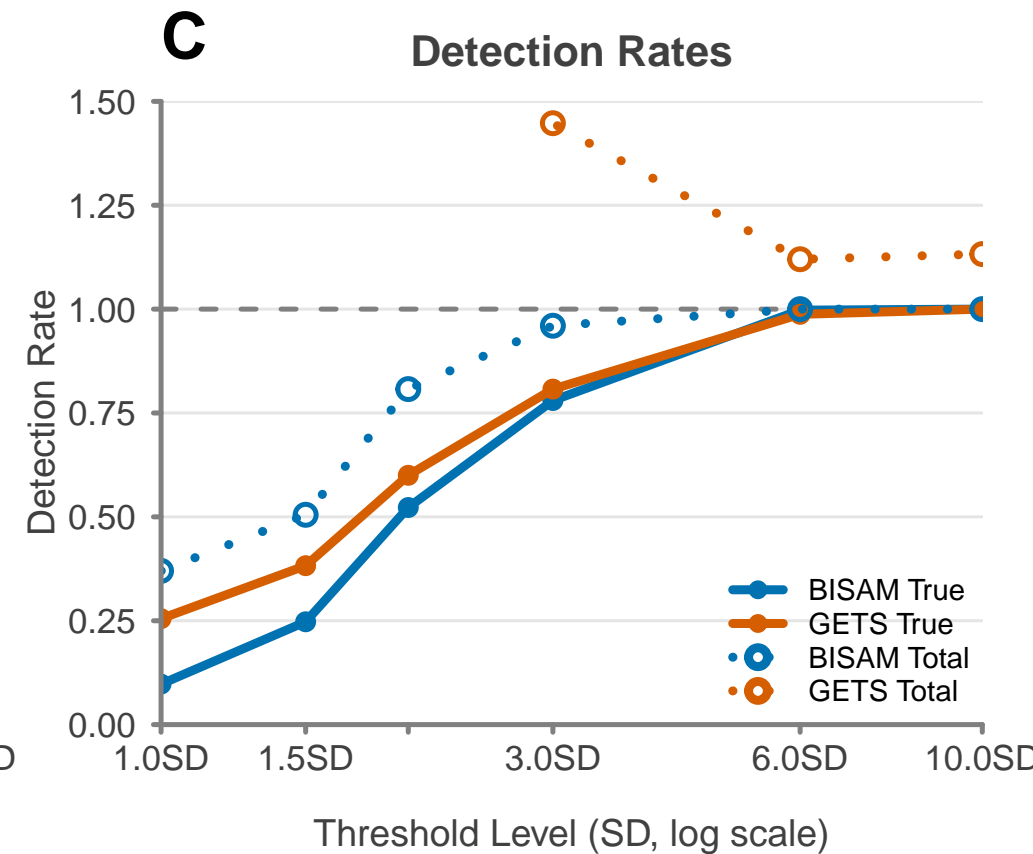 C
Detection Rates
1.50
1.25
1.00
0.75
0.50
0.25
0.00
Detection Rate
BISAM True
GETS True
BISAM Total
GETS Total
D
1.0SD
1.5SD
3.0SD
6.0SD
10.0SD
Threshold Level (SD, log scale)